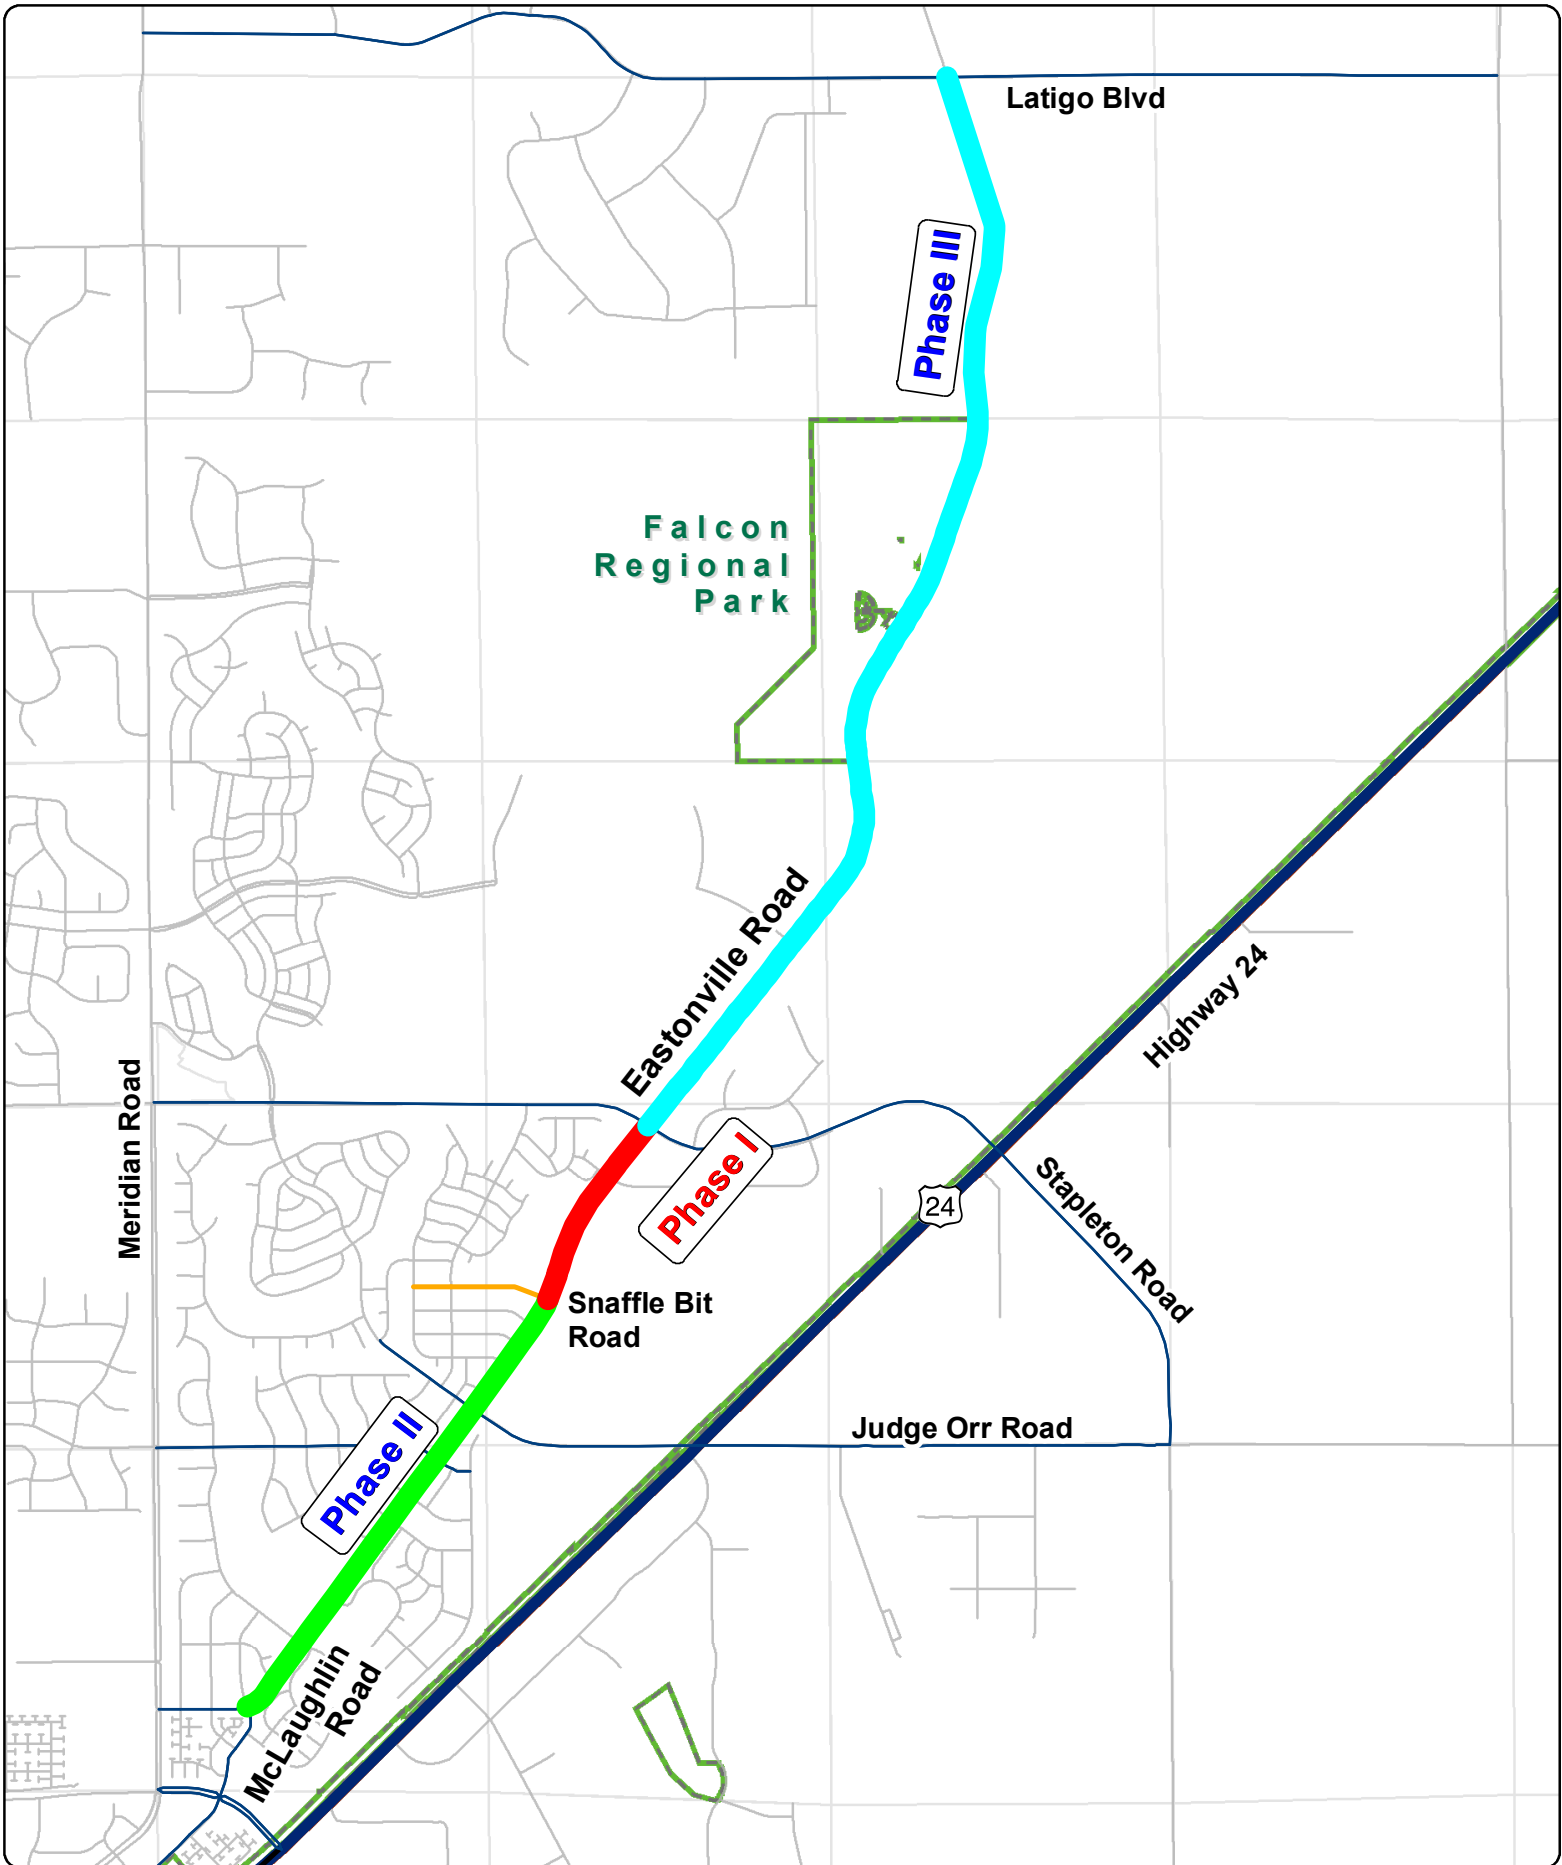 Latigo Blvd
Phase III
Falcon
Regional
Park
Eastonville Road
Highway 24
Meridian Road
Phase I
24
Stapleton Road
Snaffle Bit
Road
Judge Orr Road
Phase II
McLaughlin
Road